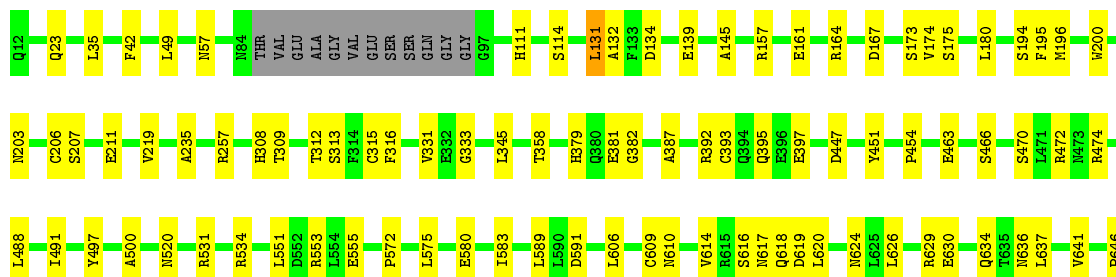 Q12 Q23 L35 F42 L49 N57 N84 THR VAL GLU ALA GLY VAL GLU SER SER GLN GLY GLY G97 H111 S114 L131 A132 F133 D134 E139 A145 R157 E161 R164 D167 S173 V174 S175 L180 S194 F195 M196 W200
N203 C206 S207 E211 V219 A235 R257 H308 T309 T312 S313 F314 C315 F316 V331 E332 G333 L345 T358 H379 Q380 E381 G382 A387 R392 C393 Q394 Q395 E396 E397 D447 Y451 P454 E463 S466 S470 L471 R472 N473 R474
L488 I491 Y497 A500 N520 R531 R534 L551 D552 R553 L554 E555 P572 L575 E580 I583 L589 L590 D591 L606 C609 N610 V614 R615 S616 N617 Q618 D619 L620 N624 L625 L626 R629 E630 Q634 T635 N636 L637 V641